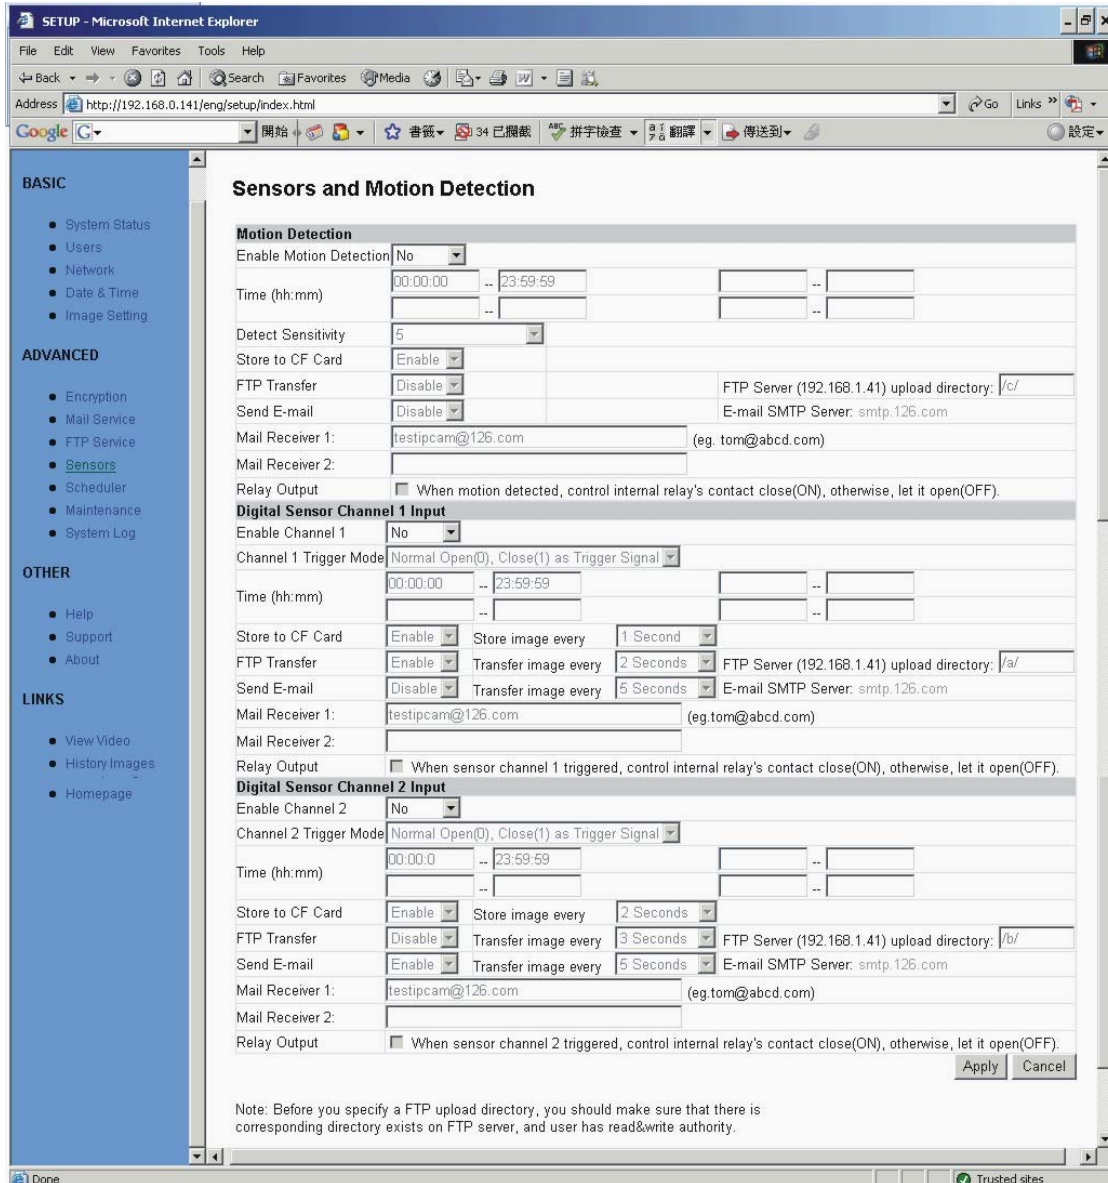 SETUP - Microsoft Internet Explorer
File Edit View Favorites Tools Help
Back Search Favorites Media
Address http://192.168.0.141/eng/setup/index.html Go Links »
Google 開始 書籤 34 已攔截 拼字檢查 翻譯 傳送到 設定
BASIC
System Status
Users
Network
Date & Time
Image Setting
ADVANCED
Encryption
Mail Service
FTP Service
Sensors
Scheduler
Maintenance
System Log
OTHER
Help
Support
About
LINKS
View Video
History Images
Homepage
Sensors and Motion Detection
Motion Detection
Enable Motion Detection No
Time (hh:mm) 00:00:00 -- 23:59:59 --
-- --
Detect Sensitivity 5
Store to CF Card Enable
FTP Transfer Disable FTP Server (192.168.1.41) upload directory: /c/
Send E-mail Disable E-mail SMTP Server: smtp.126.com
Mail Receiver 1: testipcam@126.com (eg. tom@abcd.com)
Mail Receiver 2:
Relay Output When motion detected, control internal relay's contact close(ON), otherwise, let it open(OFF).
Digital Sensor Channel 1 Input
Enable Channel 1 No
Channel 1 Trigger Mode Normal Open(0), Close(1) as Trigger Signal
Time (hh:mm) 00:00:00 -- 23:59:59 --
-- --
Store to CF Card Enable Store image every 1 Second
FTP Transfer Enable Transfer image every 2 Seconds FTP Server (192.168.1.41) upload directory: /a/
Send E-mail Disable Transfer image every 5 Seconds E-mail SMTP Server: smtp.126.com
Mail Receiver 1: testipcam@126.com (eg.tom@abcd.com)
Mail Receiver 2:
Relay Output When sensor channel 1 triggered, control internal relay's contact close(ON), otherwise, let it open(OFF).
Digital Sensor Channel 2 Input
Enable Channel 2 No
Channel 2 Trigger Mode Normal Open(0), Close(1) as Trigger Signal
Time (hh:mm) 00:00:0 -- 23:59:59 --
-- --
Store to CF Card Enable Store image every 2 Seconds
FTP Transfer Disable Transfer image every 3 Seconds FTP Server (192.168.1.41) upload directory: /b/
Send E-mail Enable Transfer image every 5 Seconds E-mail SMTP Server: smtp.126.com
Mail Receiver 1: testipcam@126.com (eg.tom@abcd.com)
Mail Receiver 2:
Relay Output When sensor channel 2 triggered, control internal relay's contact close(ON), otherwise, let it open(OFF).
Apply Cancel
Note: Before you specify a FTP upload directory, you should make sure that there is
corresponding directory exists on FTP server, and user has read&write authority.
Done Trusted sites